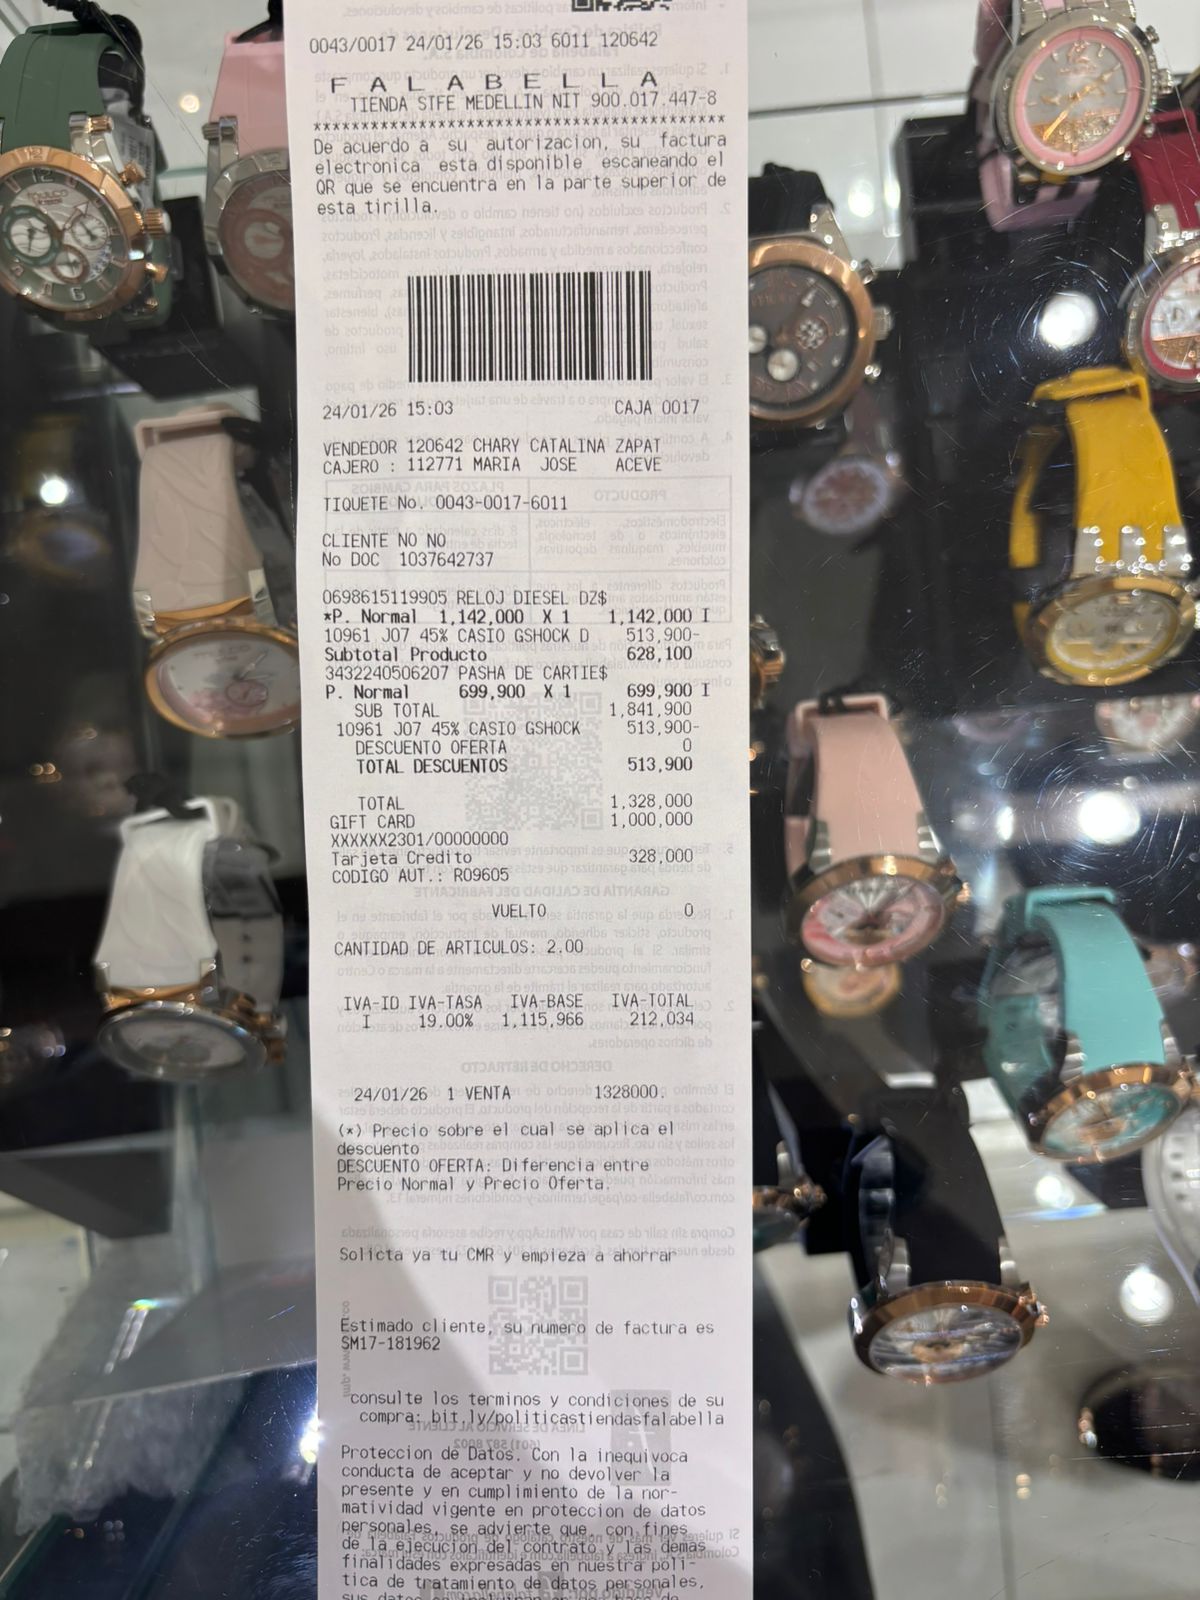 0043/0017 24/01/26 15:03 6011 120642
F A L A B E L L A
TIENDA STFE MEDELLIN NIT 900.017.447-8
*****************************************
De acuerdo a su autorizacion, su factura
electronica esta disponible escaneando el
QR que se encuentra en la parte superior de
esta tirilla.
24/01/26 15:03 CAJA 0017
VENDEDOR 120642 CHARY CATALINA ZAPAT
CAJERO : 112771 MARIA JOSE ACEVE
TIQUETE No. 0043-0017-6011
CLIENTE NO NO
No DOC 1037642737
0698615119905 RELOJ DIESEL DZ$
*P. Normal 1,142,000 X 1 1,142,000 I
10961 J07 45% CASIO GSHOCK D 513,900-
Subtotal Producto 628,100
3432240506207 PASHA DE CARTIE$
P. Normal 699,900 X 1 699,900 I
SUB TOTAL 1,841,900
10961 J07 45% CASIO GSHOCK 513,900-
DESCUENTO OFERTA 0
TOTAL DESCUENTOS 513,900
TOTAL 1,328,000
GIFT CARD 1,000,000
XXXXXX2301/00000000
Tarjeta Credito 328,000
CODIGO AUT.: R09605
VUELTO 0
CANTIDAD DE ARTICULOS: 2.00
IVA-ID IVA-TASA IVA-BASE IVA-TOTAL
I 19.00% 1,115,966 212,034
24/01/26 1 VENTA 1328000.
(*) Precio sobre el cual se aplica el
descuento
DESCUENTO OFERTA: Diferencia entre
Precio Normal y Precio Oferta.
Solicta ya tu CMR y empieza a ahorrar
Estimado cliente, su numero de factura es
SM17-181962
consulte los terminos y condiciones de su
compra: bit.ly/politicastiendasfalabella
Proteccion de Datos. Con la inequivoca
conducta de aceptar y no devolver la
presente y en cumplimiento de la nor-
matividad vigente en proteccion de datos
personales, se advierte que, con fines
de la ejecucion del contrato y las demas
finalidades expresadas en nuestra poli-
tica de tratamiento de datos personales,